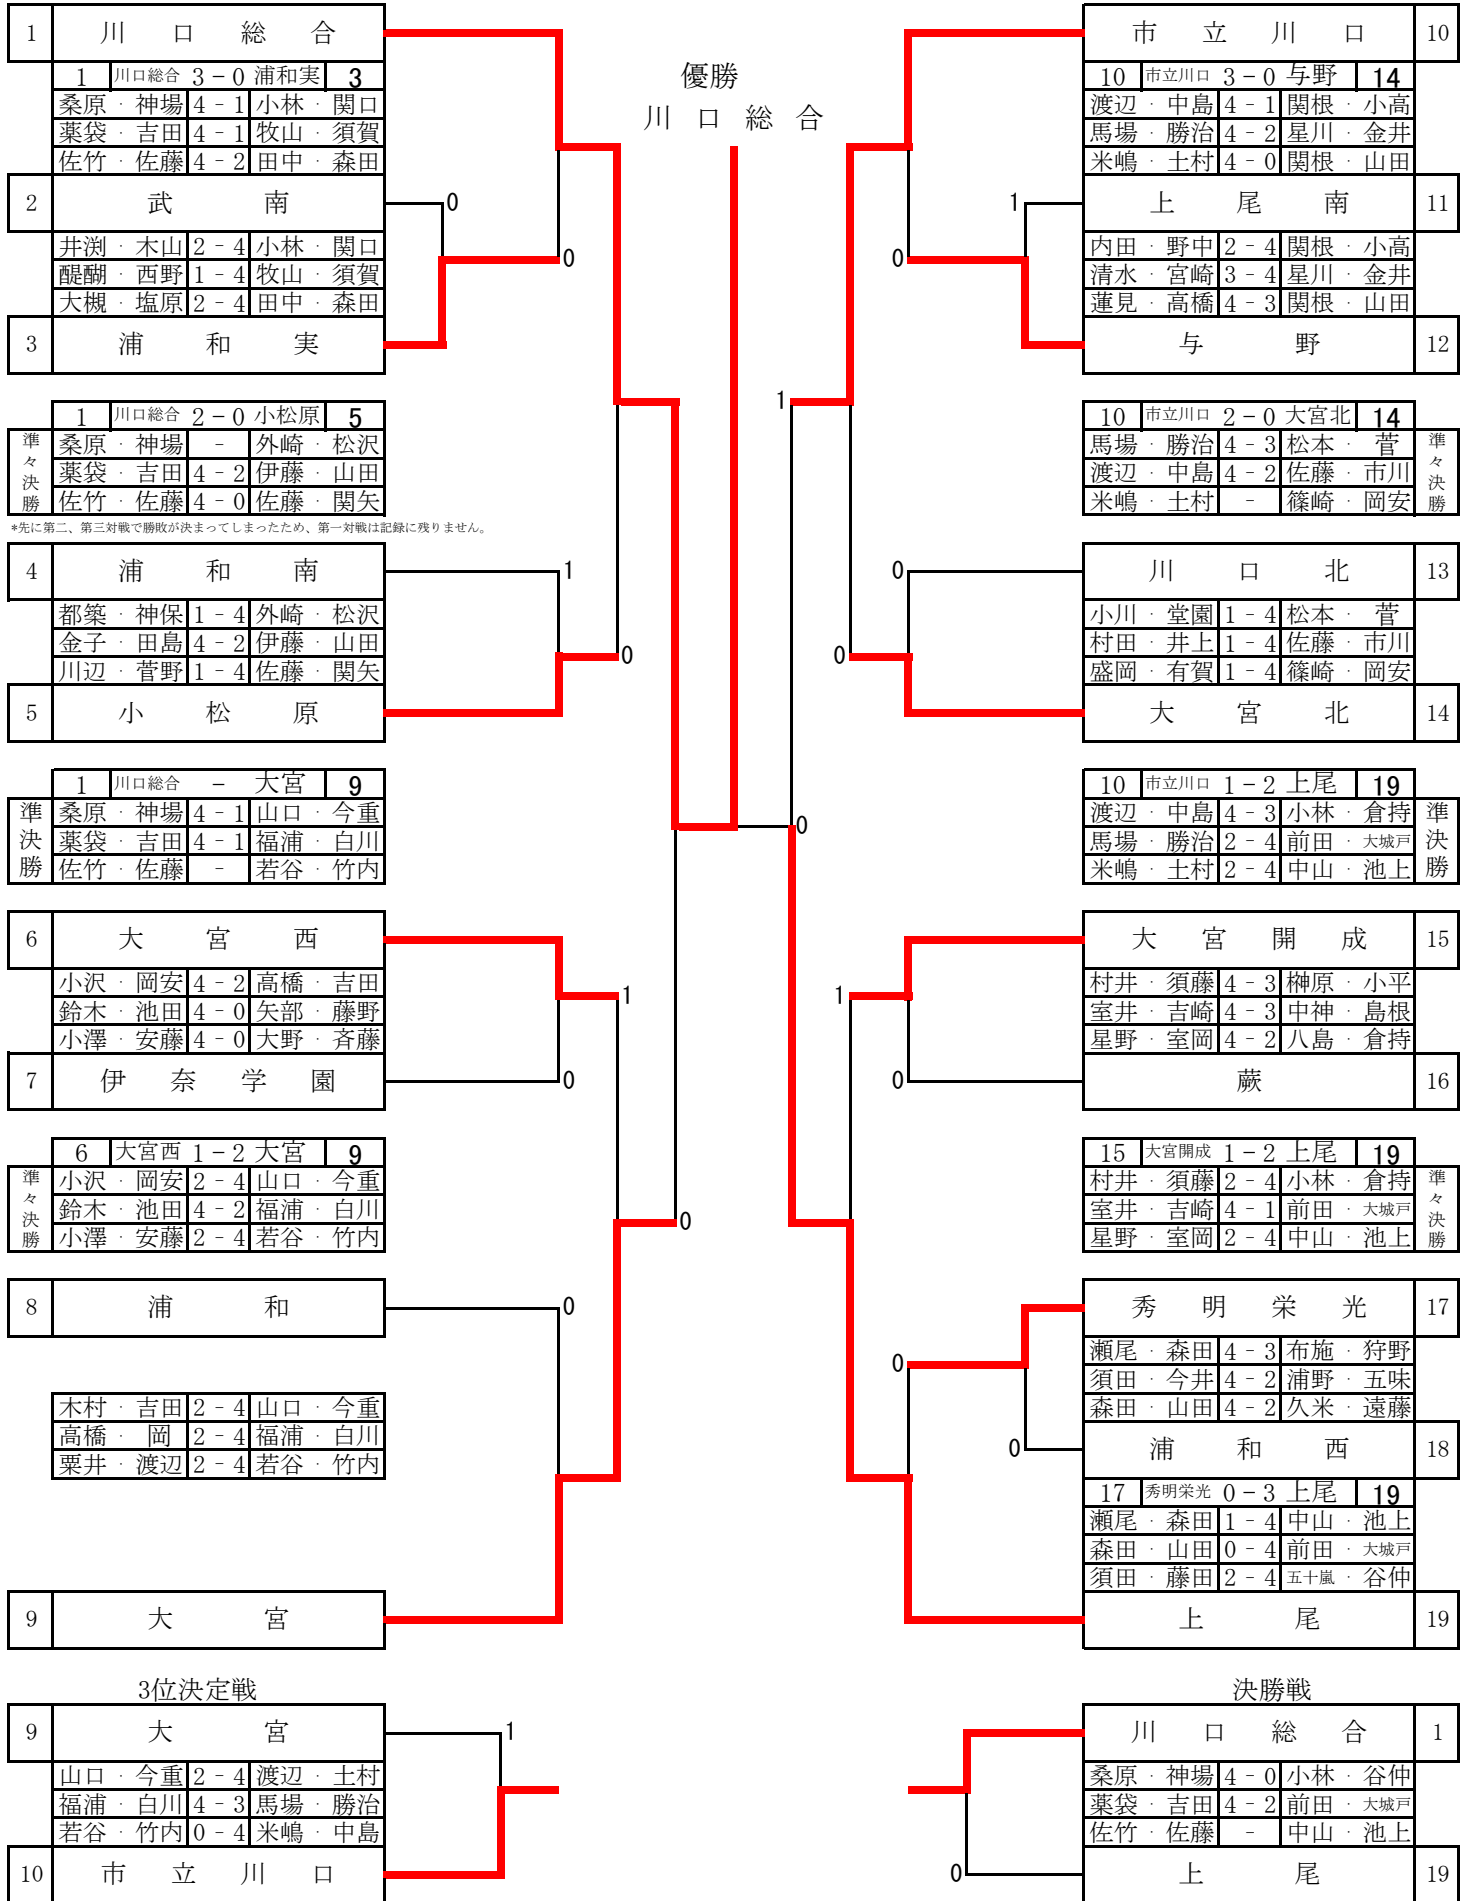 優勝
川口総合
1 川口総合
1 川口総合 3－0 浦和実 3
桑原・神場 4－1 小林・関口
薬袋・吉田 4－1 牧山・須賀
佐竹・佐藤 4－2 田中・森田
2 武南 0
0
井渕・木山 2－4 小林・関口
醍醐・西野 1－4 牧山・須賀
大槻・塩原 2－4 田中・森田
3 浦和実
1 川口総合 2－0 小松原 5
準々決勝
桑原・神場 － 外崎・松沢
薬袋・吉田 4－2 伊藤・山田
佐竹・佐藤 4－0 佐藤・関矢
*先に第二、第三対戦で勝敗が決まってしまったため、第一対戦は記録に残りません。
4 浦和南 1
都築・神保 1－4 外崎・松沢
金子・田島 4－2 伊藤・山田
川辺・菅野 1－4 佐藤・関矢
0
5 小松原
1 川口総合 － 大宮 9
準決勝
桑原・神場 4－1 山口・今重
薬袋・吉田 4－1 福浦・白川
佐竹・佐藤 － 若谷・竹内
6 大宮西
1
小沢・岡安 4－2 高橋・吉田
鈴木・池田 4－0 矢部・藤野
小澤・安藤 4－0 大野・斉藤
7 伊奈学園 0
6 大宮西 1－2 大宮 9
準々決勝
小沢・岡安 2－4 山口・今重
鈴木・池田 4－2 福浦・白川
小澤・安藤 2－4 若谷・竹内
0
8 浦和 0
木村・吉田 2－4 山口・今重
高橋・岡 2－4 福浦・白川
粟井・渡辺 2－4 若谷・竹内
9 大宮
3位決定戦
9 大宮 1
山口・今重 2－4 渡辺・土村
福浦・白川 4－3 馬場・勝治
若谷・竹内 0－4 米嶋・中島
10 市立川口
市立川口 10
10 市立川口 3－0 与野 14
渡辺・中島 4－1 関根・小高
馬場・勝治 4－2 星川・金井
米嶋・土村 4－0 関根・山田
1 上尾南 11
0
内田・野中 2－4 関根・小高
清水・宮崎 3－4 星川・金井
蓮見・高橋 4－3 関根・山田
与野 12
1
10 市立川口 2－0 大宮北 14
準々決勝
馬場・勝治 4－3 松本・菅
渡辺・中島 4－2 佐藤・市川
米嶋・土村 － 篠崎・岡安
0 川口北 13
小川・堂園 1－4 松本・菅
村田・井上 1－4 佐藤・市川
盛岡・有賀 1－4 篠崎・岡安
0
大宮北 14
10 市立川口 1－2 上尾 19
準決勝
渡辺・中島 4－3 小林・倉持
馬場・勝治 2－4 前田・大城戸
米嶋・土村 2－4 中山・池上
0
大宮開成 15
1
村井・須藤 4－3 榊原・小平
室井・吉崎 4－3 中神・島根
星野・室岡 4－2 八島・倉持
0 蕨 16
15 大宮開成 1－2 上尾 19
準々決勝
村井・須藤 2－4 小林・倉持
室井・吉崎 4－1 前田・大城戸
星野・室岡 2－4 中山・池上
秀明栄光 17
0
瀬尾・森田 4－3 布施・狩野
須田・今井 4－2 浦野・五味
森田・山田 4－2 久米・遠藤
0 浦和西 18
17 秀明栄光 0－3 上尾 19
瀬尾・森田 1－4 中山・池上
森田・山田 0－4 前田・大城戸
須田・藤田 2－4 五十嵐・谷仲
上尾 19
決勝戦
川口総合 1
桑原・神場 4－0 小林・谷仲
薬袋・吉田 4－2 前田・大城戸
佐竹・佐藤 － 中山・池上
0 上尾 19